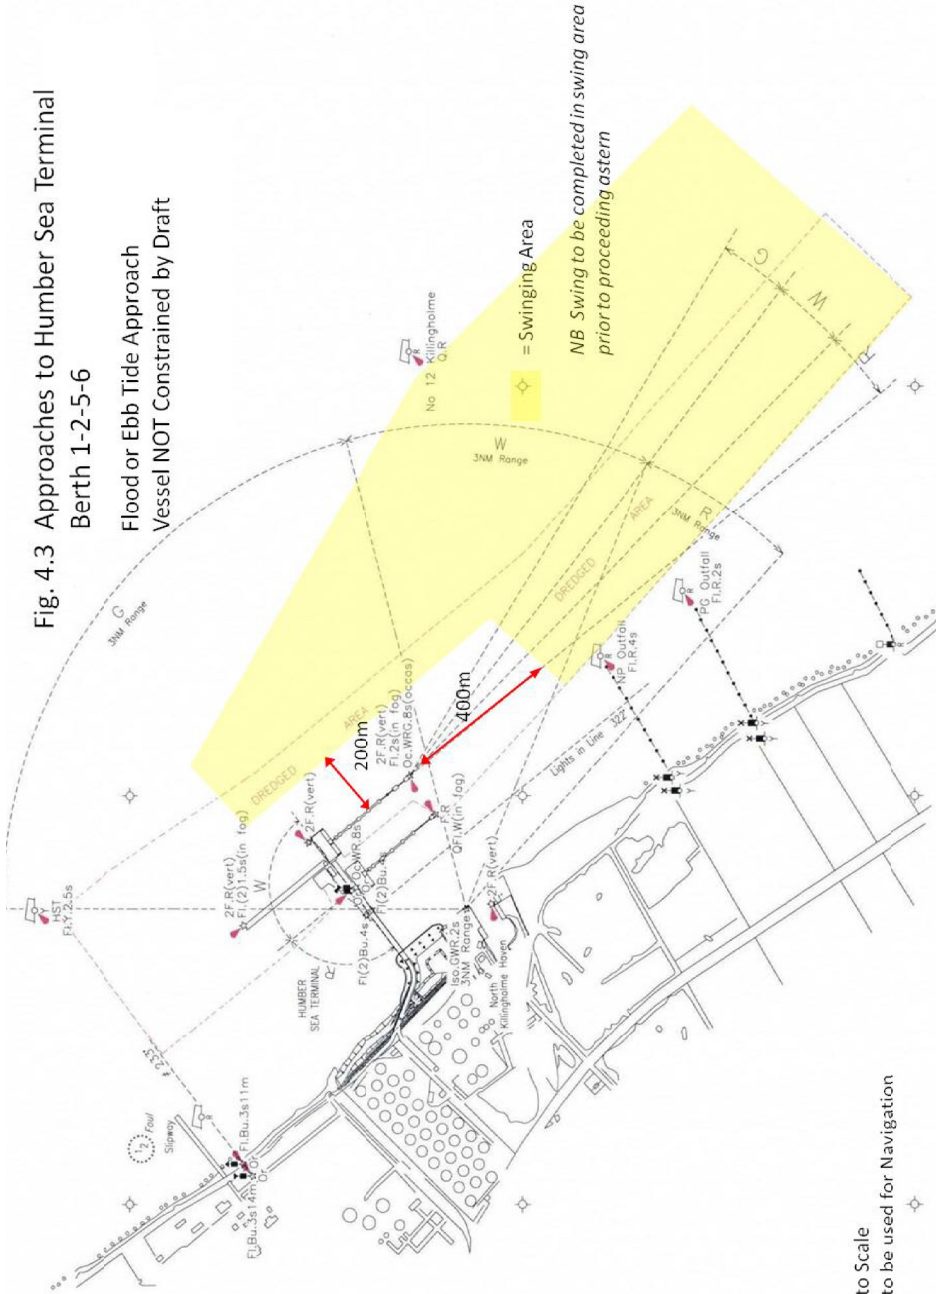 Fig. 4.3 Approaches to Humber Sea Terminal
Berth 1-2-5-6
Flood or Ebb Tide Approach
Vessel NOT Constrained by Draft
= Swinging Area
NB Swing to be completed in swing area
prior to proceeding astern
HST
Fl.Y.2.5s
G
3NM Range
No 12 Killingholme
Q.R
R
W
3NM Range
R
3NM Range
G
W
R
DREDGED
AREA
DREDGED
AREA
2F.R(vert)
Fl.(2)1.5s(in fog)
2F.R(vert)
W
Oc.WR.8s
Fl(2)Bu.4s
Fl(2)Bu.4s
R
HUMBER
SEA TERMINAL
200m
400m
2F.R(vert)
Fl.2s(in fog)
Oc.WRG.8s(occas)
F.R
QFl.W(in fog)
2F.R(vert)
Iso.GWR.2s
3NM Range
North
Killingholme Haven
Lights in Line 322°
NP Outfall
Fl.R.4s
R
PG Outfall
Fl.R.2s
R
Foul
Slipway
Fl.Bu.3s11m
Fl.Bu.3s14m
Or
Or
to Scale
to be used for Navigation